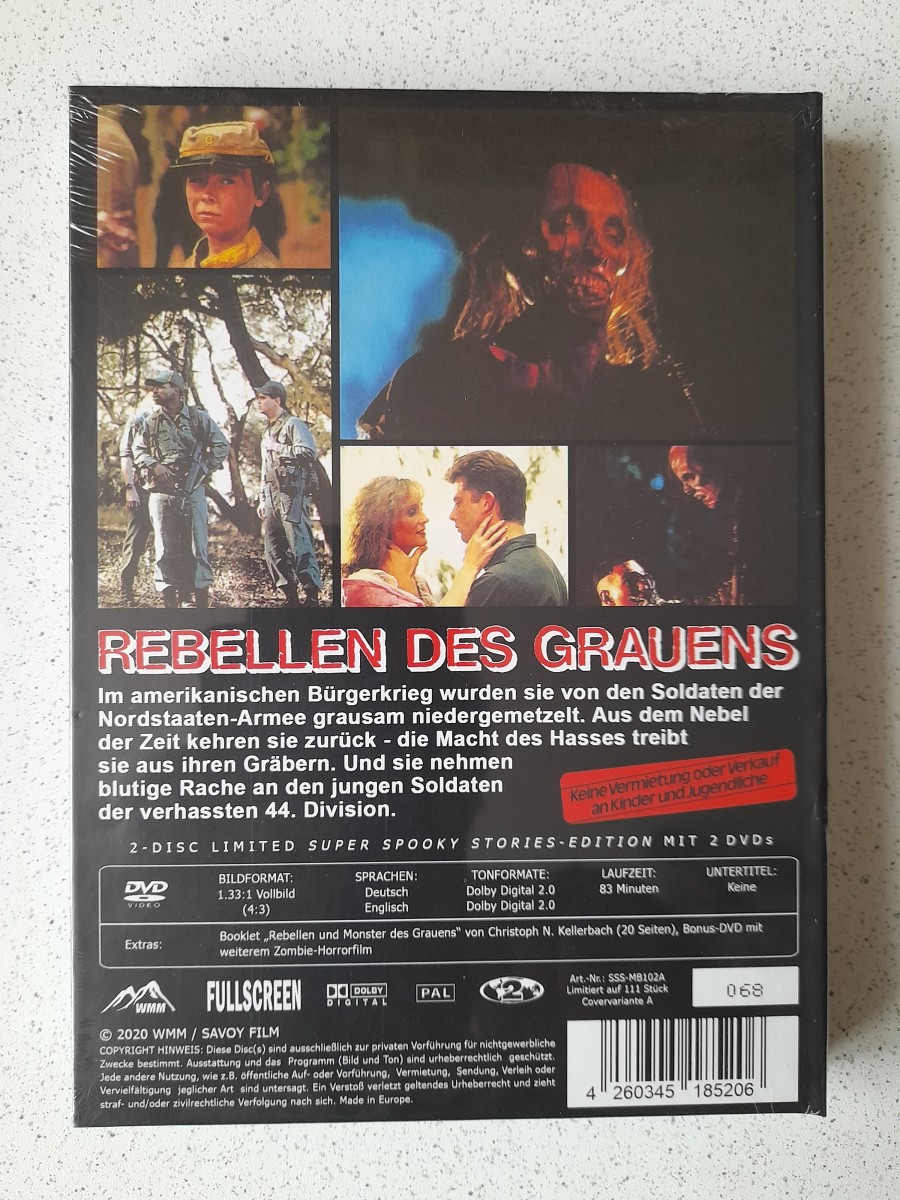 REBELLEN DES GRAUENS
Im amerikanischen Bürgerkrieg wurden sie von den Soldaten der
Nordstaaten-Armee grausam niedergemetzelt. Aus dem Nebel
der Zeit kehren sie zurück - die Macht des Hasses treibt
sie aus ihren Gräbern. Und sie nehmen
blutige Rache an den jungen Soldaten
der verhassten 44. Division.
Keine Vermietung oder Verkauf
an Kinder und Jugendliche
2-DISC LIMITED SUPER SPOOKY STORIES-EDITION MIT 2 DVDs
DVD
VIDEO
BILDFORMAT:
1.33:1 Vollbild
(4:3)
SPRACHEN:
Deutsch
Englisch
TONFORMATE:
Dolby Digital 2.0
Dolby Digital 2.0
LAUFZEIT:
83 Minuten
UNTERTITEL:
Keine
Extras:
Booklet „Rebellen und Monster des Grauens" von Christoph N. Kellerbach (20 Seiten), Bonus-DVD mit
weiterem Zombie-Horrorfilm
WMM
FULLSCREEN
DOLBY
DIGITAL
PAL
2
Art.-Nr.: SSS-MB102A
Limitiert auf 111 Stück
Covervariante A
068
© 2020 WMM / SAVOY FILM
COPYRIGHT HINWEIS: Diese Disc(s) sind ausschließlich zur privaten Vorführung für nichtgewerbliche
Zwecke bestimmt. Ausstattung und das Programm (Bild und Ton) sind urheberrechtlich geschützt.
Jede andere Nutzung, wie z.B. öffentliche Auf- oder Vorführung, Vermietung, Sendung, Verleih oder
Vervielfältigung jeglicher Art sind untersagt. Ein Verstoß verletzt geltendes Urheberrecht und zieht
straf- und/oder zivilrechtliche Verfolgung nach sich. Made in Europe.
4 260345 185206